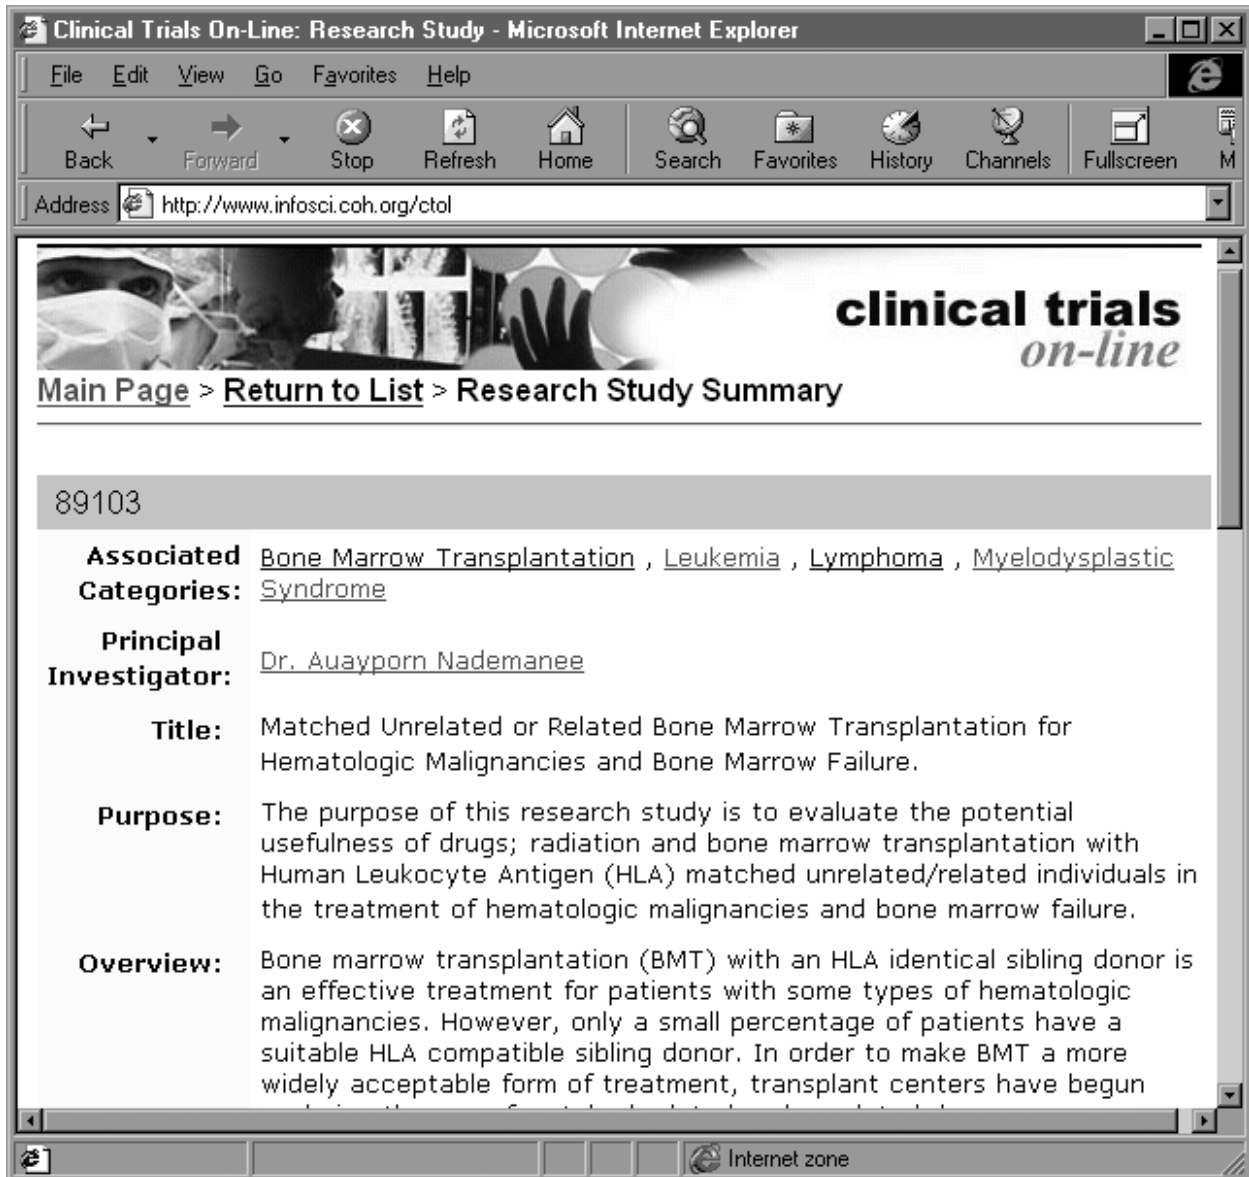 Clinical Trials On-Line: Research Study - Microsoft Internet Explorer
File Edit View Go Favorites Help
Back Forward Stop Refresh Home Search Favorites History Channels Fullscreen M
Address http://www.infosci.coh.org/ctol
clinical trials
on-line
Main Page > Return to List > Research Study Summary
89103
Associated Categories: Bone Marrow Transplantation , Leukemia , Lymphoma , Myelodysplastic
Syndrome
Principal
Investigator: Dr. Auayporn Nademanee
Title: Matched Unrelated or Related Bone Marrow Transplantation for
Hematologic Malignancies and Bone Marrow Failure.
Purpose: The purpose of this research study is to evaluate the potential
usefulness of drugs; radiation and bone marrow transplantation with
Human Leukocyte Antigen (HLA) matched unrelated/related individuals in
the treatment of hematologic malignancies and bone marrow failure.
Overview: Bone marrow transplantation (BMT) with an HLA identical sibling donor is
an effective treatment for patients with some types of hematologic
malignancies. However, only a small percentage of patients have a
suitable HLA compatible sibling donor. In order to make BMT a more
widely acceptable form of treatment, transplant centers have begun
Internet zone